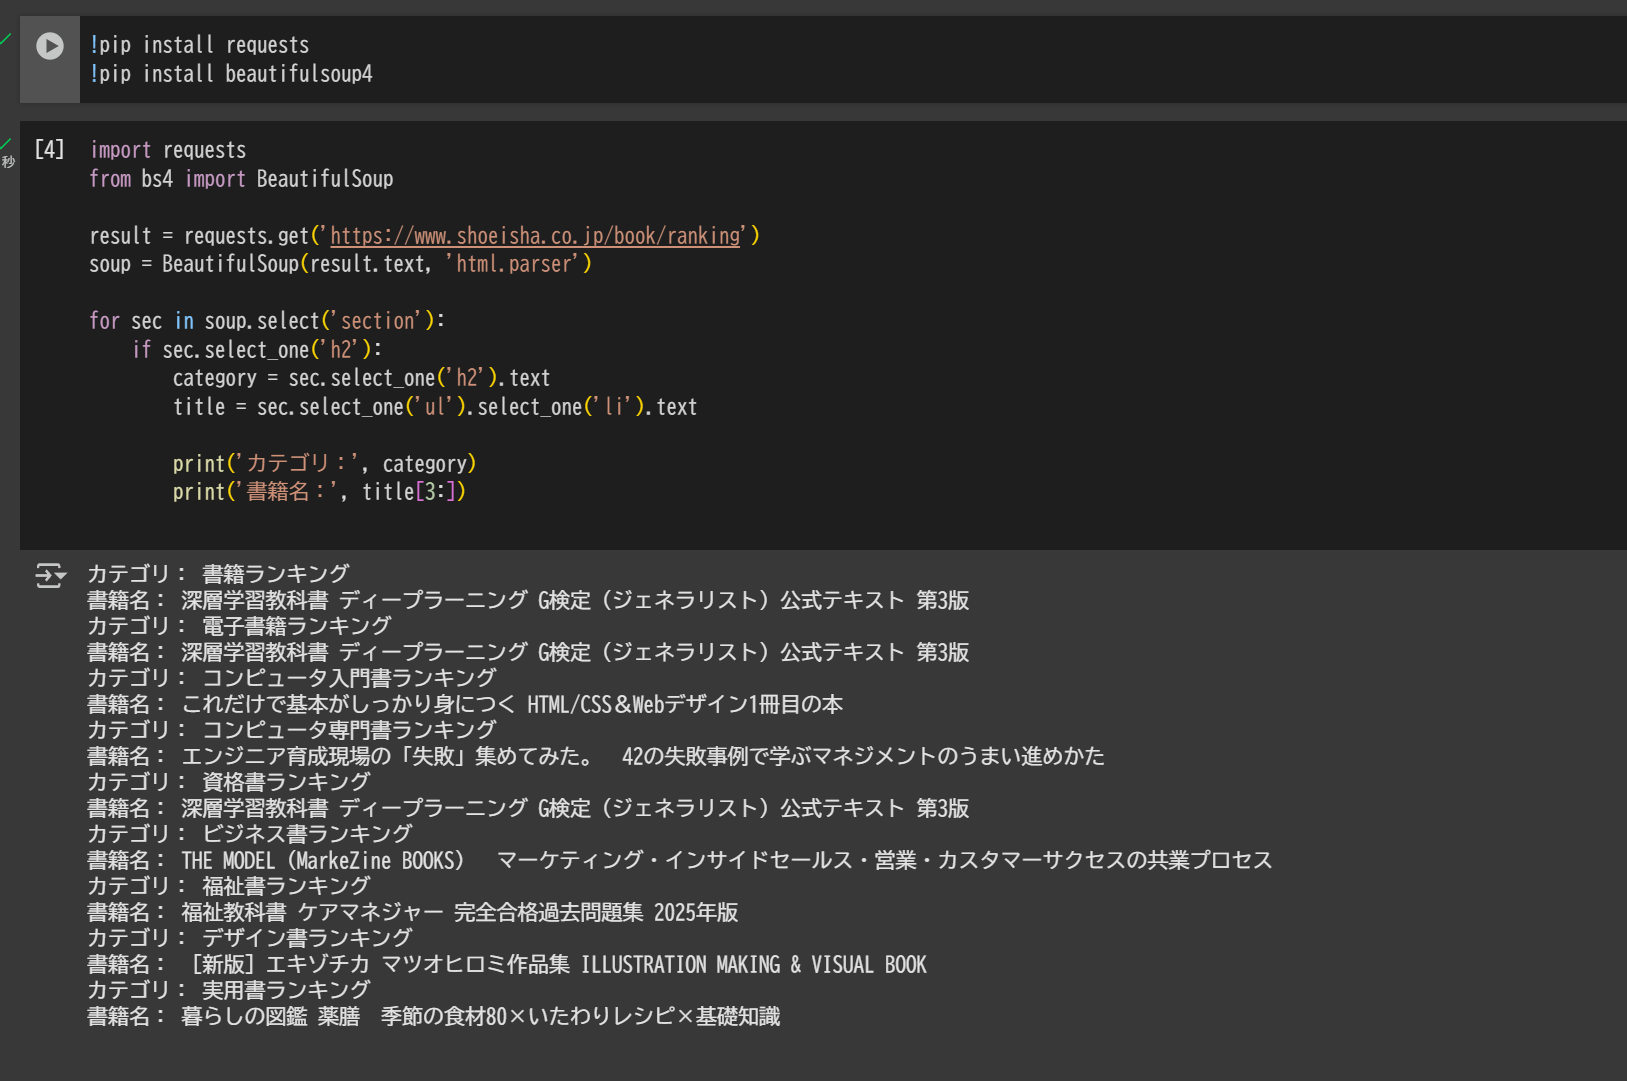 !pip install requests
!pip install beautifulsoup4
秒
[4]
import requests
from bs4 import BeautifulSoup
result = requests.get('https://www.shoeisha.co.jp/book/ranking')
soup = BeautifulSoup(result.text, 'html.parser')
for sec in soup.select('section'):
    if sec.select_one('h2'):
        category = sec.select_one('h2').text
        title = sec.select_one('ul').select_one('li').text
        print('カテゴリ：', category)
        print('書籍名：', title[3:])
カテゴリ： 書籍ランキング
書籍名： 深層学習教科書 ディープラーニング G検定（ジェネラリスト）公式テキスト 第3版
カテゴリ： 電子書籍ランキング
書籍名： 深層学習教科書 ディープラーニング G検定（ジェネラリスト）公式テキスト 第3版
カテゴリ： コンピュータ入門書ランキング
書籍名： これだけで基本がしっかり身につく HTML/CSS＆Webデザイン1冊目の本
カテゴリ： コンピュータ専門書ランキング
書籍名： エンジニア育成現場の「失敗」集めてみた。　42の失敗事例で学ぶマネジメントのうまい進めかた
カテゴリ： 資格書ランキング
書籍名： 深層学習教科書 ディープラーニング G検定（ジェネラリスト）公式テキスト 第3版
カテゴリ： ビジネス書ランキング
書籍名： THE MODEL（MarkeZine BOOKS）　マーケティング・インサイドセールス・営業・カスタマーサクセスの共業プロセス
カテゴリ： 福祉書ランキング
書籍名： 福祉教科書 ケアマネジャー 完全合格過去問題集 2025年版
カテゴリ： デザイン書ランキング
書籍名： ［新版］エキゾチカ マツオヒロミ作品集 ILLUSTRATION MAKING & VISUAL BOOK
カテゴリ： 実用書ランキング
書籍名： 暮らしの図鑑 薬膳　季節の食材80×いたわりレシピ×基礎知識